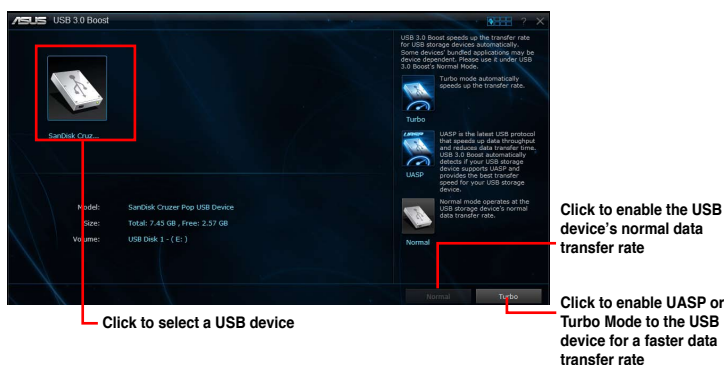 ASUS USB 3.0 Boost
?
USB 3.0 Boost speeds up the transfer rate
for USB storage devices automatically.
Some devices' bundled applications may be
device dependent. Please use it under USB
3.0 Boost's Normal Mode.
Turbo mode automatically
speeds up the transfer rate.
Turbo
SanDisk Cruz...
UASP is the latest USB protocol
that speeds up data throughput
and reduces data transfer time.
USB 3.0 Boost automatically
detects if your USB storage
device supports UASP and
provides the best transfer
speed for your USB storage
device.
UASP
Normal mode operates at the
USB storage device's normal
data transfer rate.
Normal
Model: SanDisk Cruzer Pop USB Device
Size: Total: 7.45 GB , Free: 2.57 GB
Volume: USB Disk 1 - ( E: )
Normal Turbo
Click to enable the USB
device's normal data
transfer rate
Click to select a USB device
Click to enable UASP or
Turbo Mode to the USB
device for a faster data
transfer rate